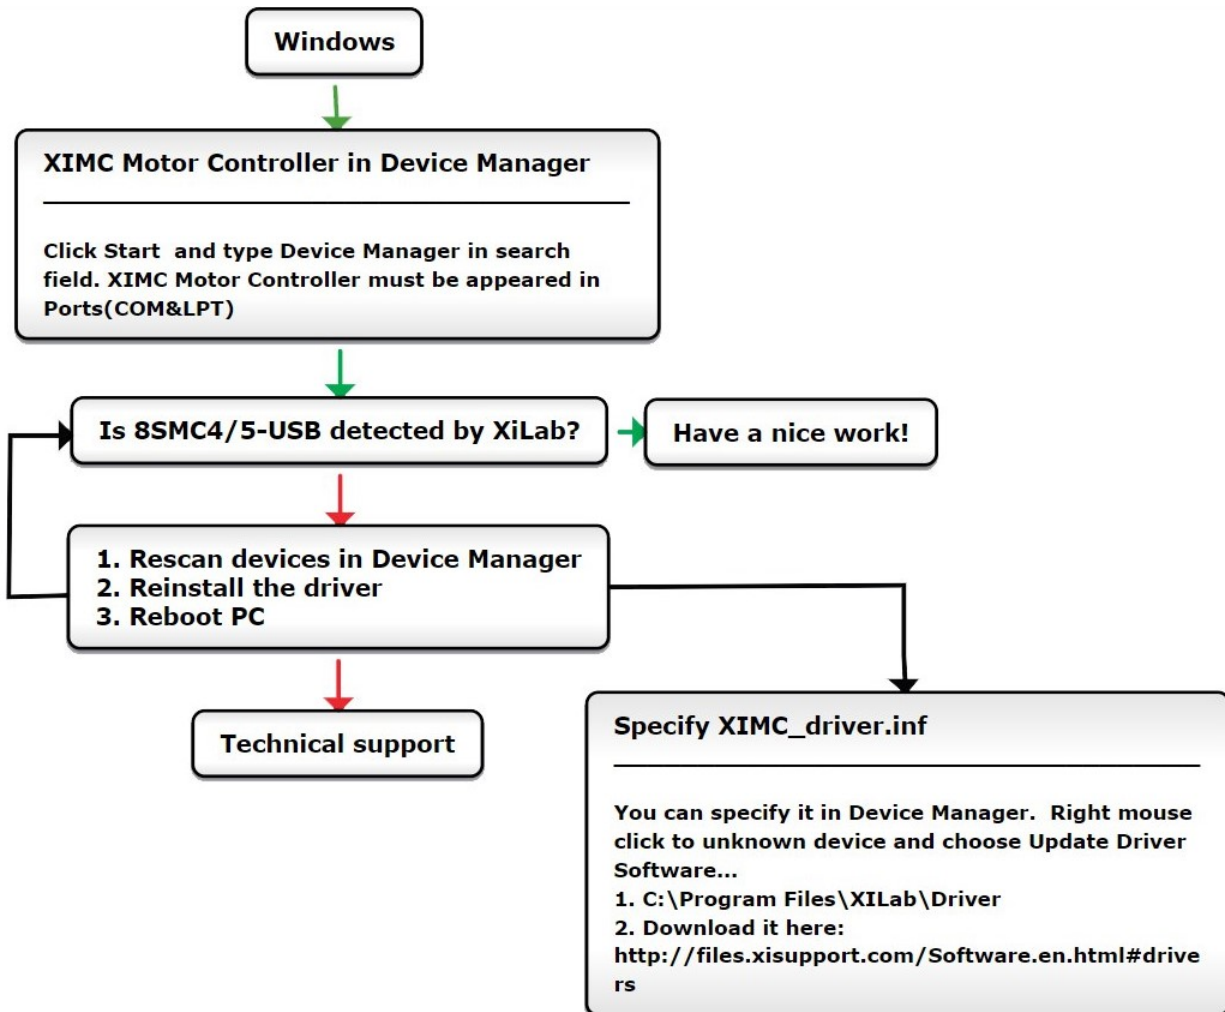 Windows
XIMC Motor Controller in Device Manager
Click Start and type Device Manager in search
field. XIMC Motor Controller must be appeared in
Ports(COM&LPT)
Is 8SMC4/5-USB detected by XiLab?
Have a nice work!
1. Rescan devices in Device Manager
2. Reinstall the driver
3. Reboot PC
Technical support
Specify XIMC_driver.inf
You can specify it in Device Manager. Right mouse
click to unknown device and choose Update Driver
Software...
1. C:\Program Files\XILab\Driver
2. Download it here:
http://files.xisupport.com/Software.en.html#drive
rs